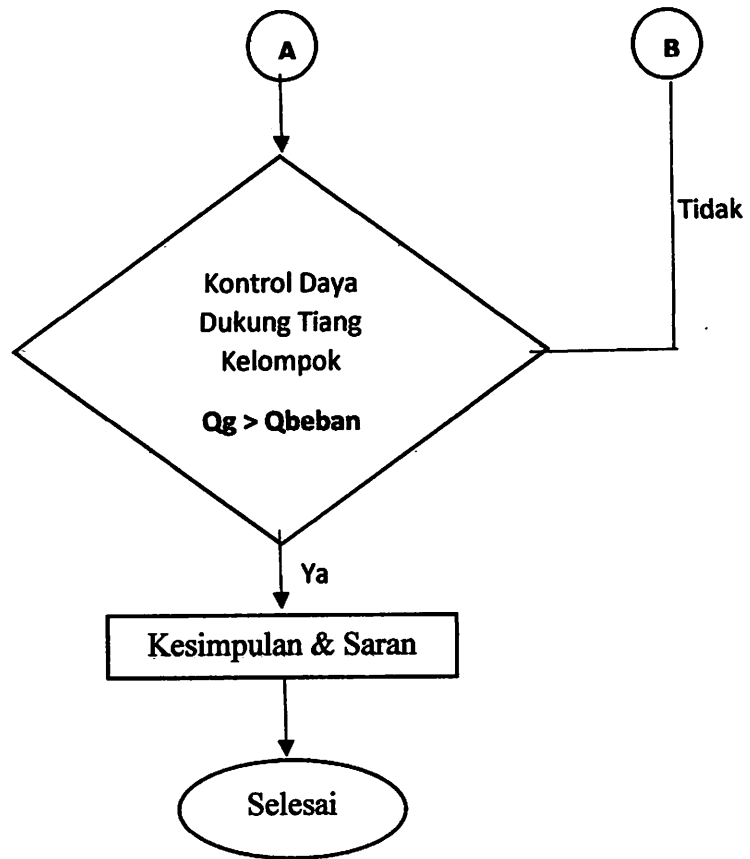 A
B
Tidak
Kontrol Daya
Dukung Tiang
Kelompok
Qg > Qbeban
Ya
Kesimpulan & Saran
Selesai